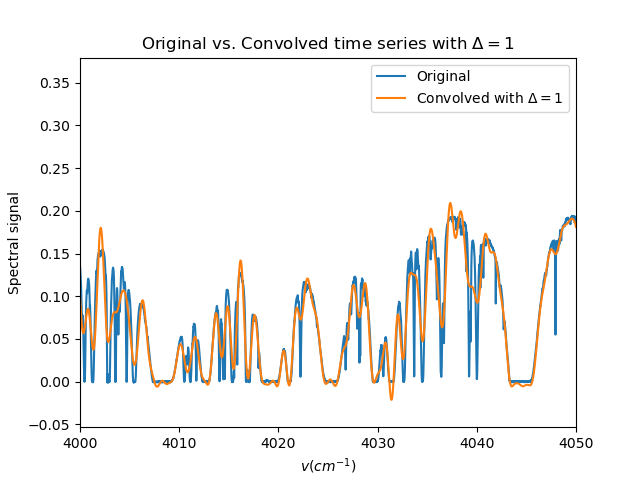 Original vs. Convolved time series with Δ = 1
Original
Convolved with Δ = 1
Spectral signal
0.35
0.30
0.25
0.20
0.15
0.10
0.05
0.00
−0.05
4000 4010 4020 4030 4040 4050
v(cm⁻¹)